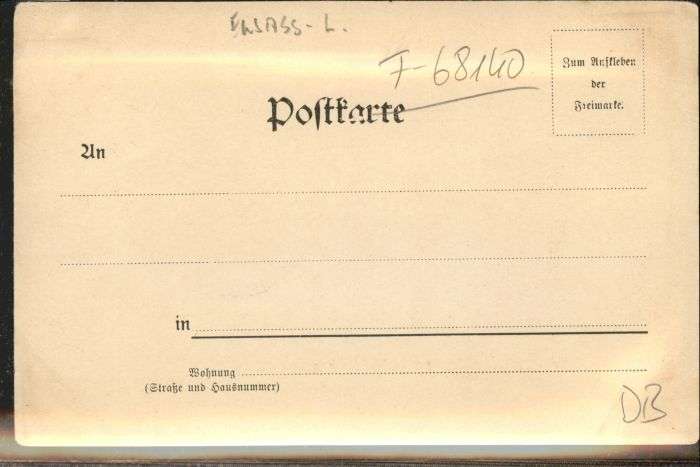 ELSASS-L.
F-68140
Zum Aufkleben
der
Freimarke.
Postkarte
An
in
Wohnung
(Straße und Hausnummer)
DB